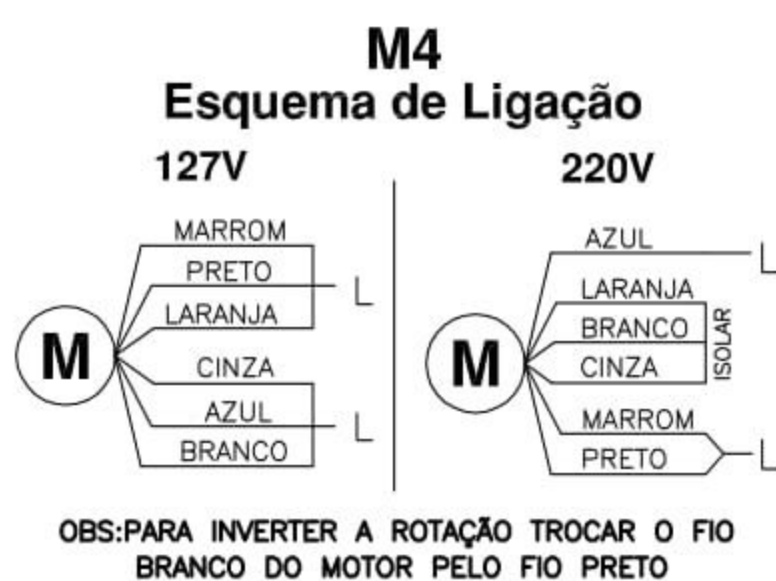 M4
Esquema de Ligação
127V
MARROM
PRETO
L
LARANJA
M
CINZA
AZUL
L
BRANCO
220V
AZUL
L
LARANJA
BRANCO
ISOLAR
M
CINZA
MARROM
L
PRETO
OBS:PARA INVERTER A ROTAÇÃO TROCAR O FIO
BRANCO DO MOTOR PELO FIO PRETO